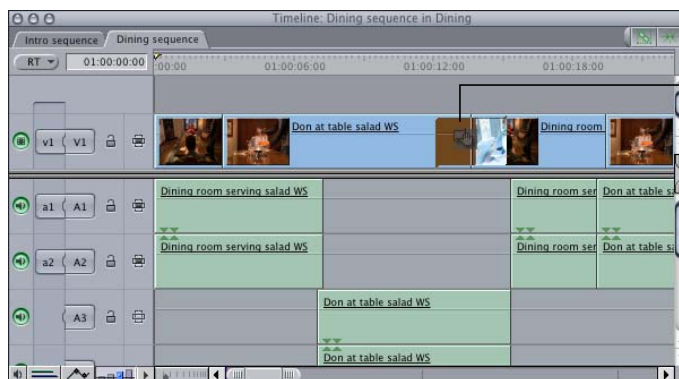 Timeline: Dining sequence in Dining
Intro sequence Dining sequence
RT 01:00:00:00 00:00 01:00:06:00 01:00:12:00 01:00:18:00
v1 V1 Don at table salad WS Dining room
a1 A1 Dining room serving salad WS Dining room ser Don at table sa
a2 A2 Dining room serving salad WS Dining room ser Don at table sa
A3 Don at table salad WS
Don at table salad WS